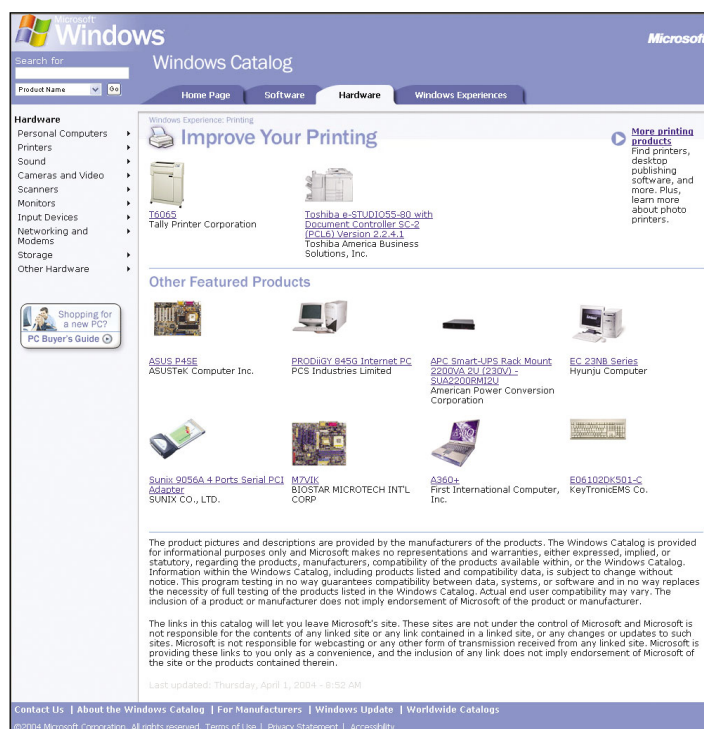 Microsoft
Windows
Microsoft
Search for
Windows Catalog
Product Name
Go
Home Page
Software
Hardware
Windows Experiences
Hardware
Personal Computers
Printers
Sound
Cameras and Video
Scanners
Monitors
Input Devices
Networking and
Modems
Storage
Other Hardware
Shopping for
a new PC?
PC Buyer's Guide
Windows Experience: Printing
Improve Your Printing
T6065
Tally Printer Corporation
Toshiba e-STUDIO55-80 with
Document Controller SC-2
(PCL6) Version 2.2.4.1
Toshiba America Business
Solutions, Inc.
More printing
products
Find printers,
desktop
publishing
software, and
more. Plus,
learn more
about photo
printers.
Other Featured Products
ASUS P4SE
ASUSTeK Computer Inc.
PRODiiGY 845G Internet PC
PCS Industries Limited
APC Smart-UPS Rack Mount
2200VA 2U (230V) -
SUA2200RMI2U
American Power Conversion
Corporation
EC 23NB Series
Hyunju Computer
Sunix 9056A 4 Ports Serial PCI
Adapter
SUNIX CO., LTD.
M7VIK
BIOSTAR MICROTECH INT'L
CORP
A360+
First International Computer,
Inc.
E06102DK501-C
KeyTronicEMS Co.
The product pictures and descriptions are provided by the manufacturers of the products. The Windows Catalog is provided
for informational purposes only and Microsoft makes no representations and warranties, either expressed, implied, or
statutory, regarding the products, manufacturers, compatibility of the products available within, or the Windows Catalog.
Information within the Windows Catalog, including products listed and compatibility data, is subject to change without
notice. This program testing in no way guarantees compatibility between data, systems, or software and in no way replaces
the necessity of full testing of the products listed in the Windows Catalog. Actual end user compatibility may vary. The
inclusion of a product or manufacturer does not imply endorsement of Microsoft of the product or manufacturer.
The links in this catalog will let you leave Microsoft's site. These sites are not under the control of Microsoft and Microsoft is
not responsible for the contents of any linked site or any link contained in a linked site, or any changes or updates to such
sites. Microsoft is not responsible for webcasting or any other form of transmission received from any linked site. Microsoft is
providing these links to you only as a convenience, and the inclusion of any link does not imply endorsement of Microsoft of
the site or the products contained therein.
Last updated: Thursday, April 1, 2004 - 8:52 AM
Contact Us | About the Windows Catalog | For Manufacturers | Windows Update | Worldwide Catalogs
©2004 Microsoft Corporation. All rights reserved. Terms of Use | Privacy Statement | Accessibility